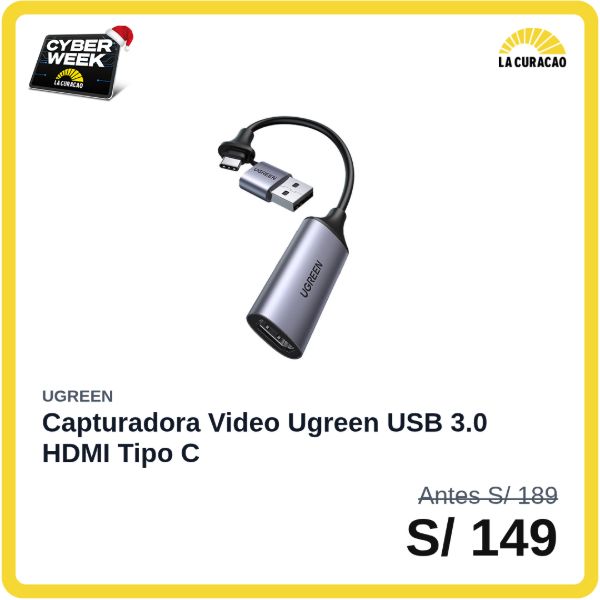 CYBER
WEEK
LA CURACAO
LA CURACAO
UGREEN
UGREEN
UGREEN
Capturadora Video Ugreen USB 3.0
HDMI Tipo C
Antes S/ 189
S/ 149